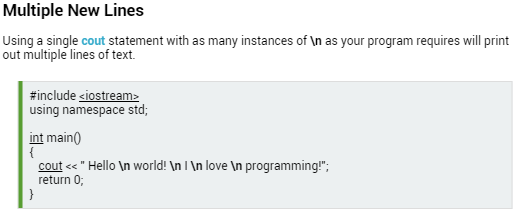 Multiple New Lines
Using a single cout statement with as many instances of \n as your program requires will print
out multiple lines of text.
#include <iostream>
using namespace std;
int main()
{
cout << " Hello \n world! \n I \n love \n programming!";
return 0;
}